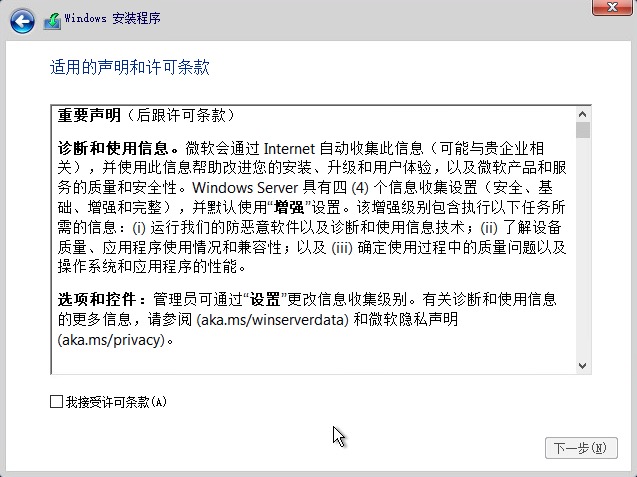 Windows 安装程序
适用的声明和许可条款
重要声明（后跟许可条款）
诊断和使用信息。微软会通过 Internet 自动收集此信息（可能与贵企业相
关），并使用此信息帮助改进您的安装、升级和用户体验，以及微软产品和服
务的质量和安全性。Windows Server 具有四 (4) 个信息收集设置（安全、基
础、增强和完整），并默认使用“增强”设置。该增强级别包含执行以下任务所
需的信息：(i) 运行我们的防恶意软件以及诊断和使用信息技术；(ii) 了解设备
质量、应用程序使用情况和兼容性；以及 (iii) 确定使用过程中的质量问题以及
操作系统和应用程序的性能。
选项和控件：管理员可通过“设置”更改信息收集级别。有关诊断和使用信息
的更多信息，请参阅 (aka.ms/winserverdata) 和微软隐私声明
(aka.ms/privacy)。
我接受许可条款(A)
下一步(N)